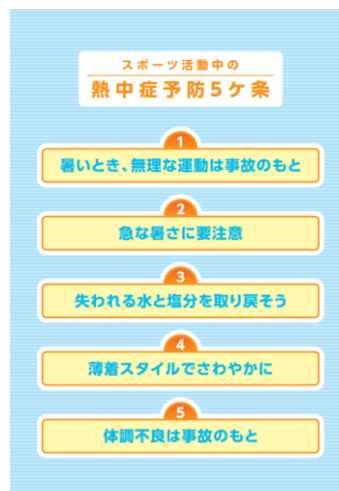 スポーツ活動中の
熱中症予防5ケ条
1
暑いとき、無理な運動は事故のもと
2
急な暑さに要注意
3
失われる水と塩分を取り戻そう
4
薄着スタイルでさわやかに
5
体調不良は事故のもと